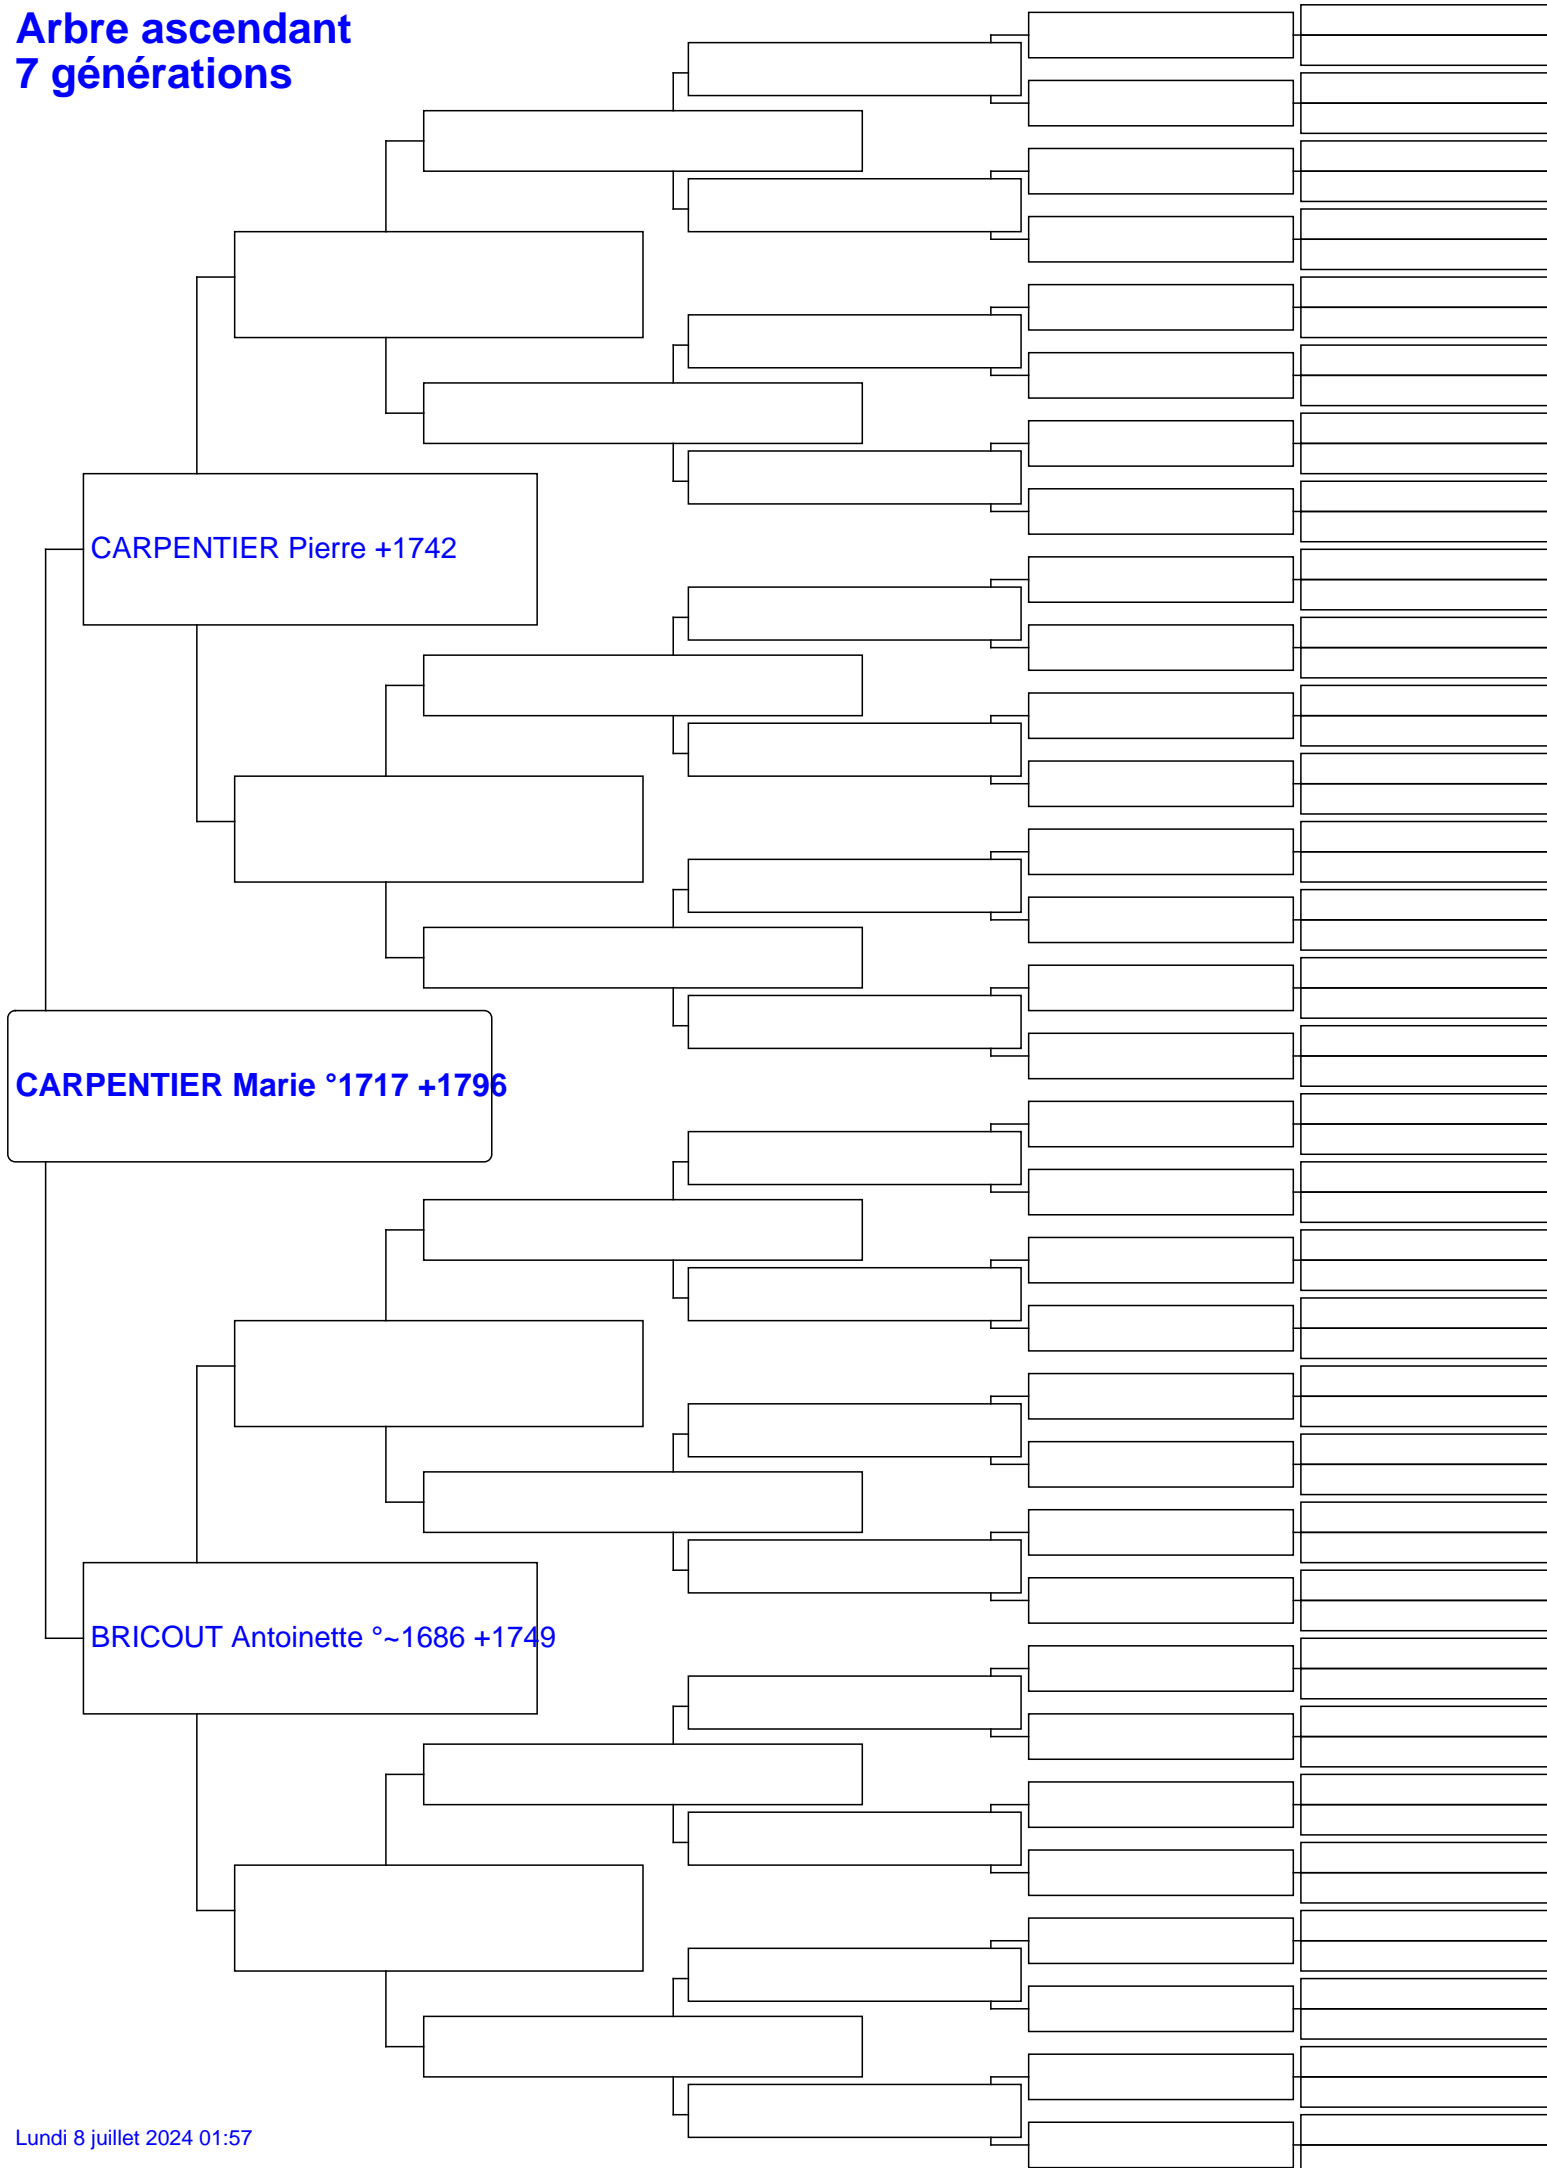 Arbre ascendant
7 générations
CARPENTIER Pierre +1742
CARPENTIER Marie °1717 +1796
BRICOUT Antoinette °~1686 +1749
Lundi 8 juillet 2024 01:57